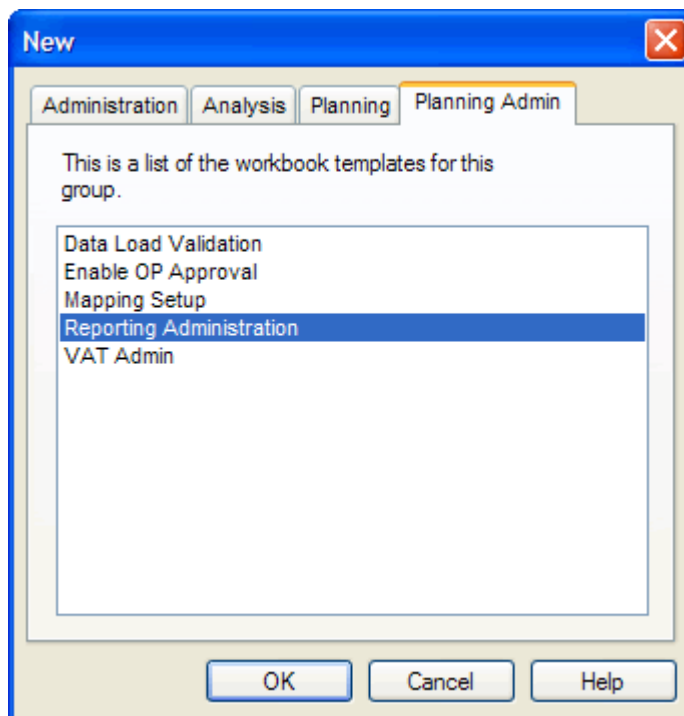 New
Administration
Analysis
Planning
Planning Admin
This is a list of the workbook templates for this
group.
Data Load Validation
Enable OP Approval
Mapping Setup
Reporting Administration
VAT Admin
OK
Cancel
Help